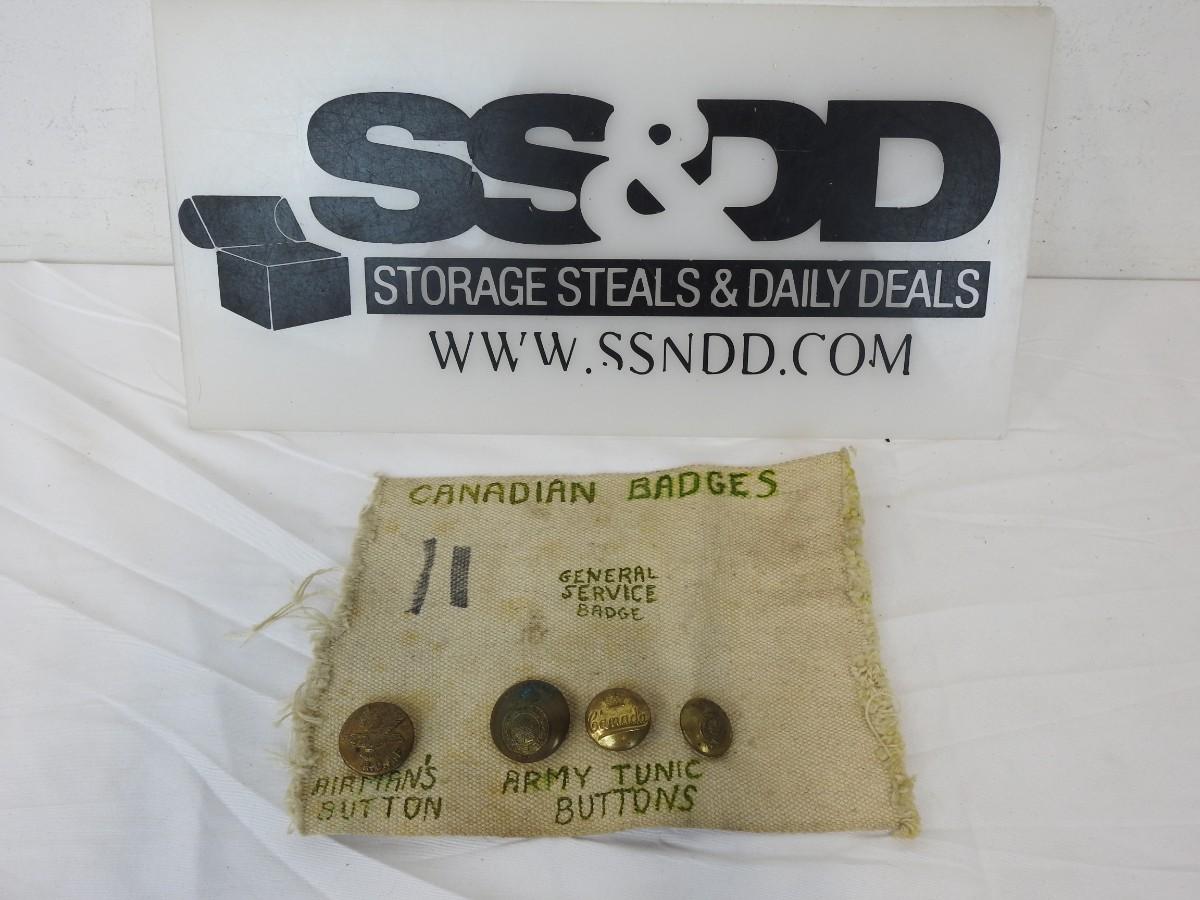 SS&DD
STORAGE STEALS & DAILY DEALS
WWW.SSNDD.COM
CANADIAN BADGES
11
GENERAL
SERVICE
BADGE
Canada
AIRMAN'S
BUTTON
ARMY TUNIC
BUTTONS